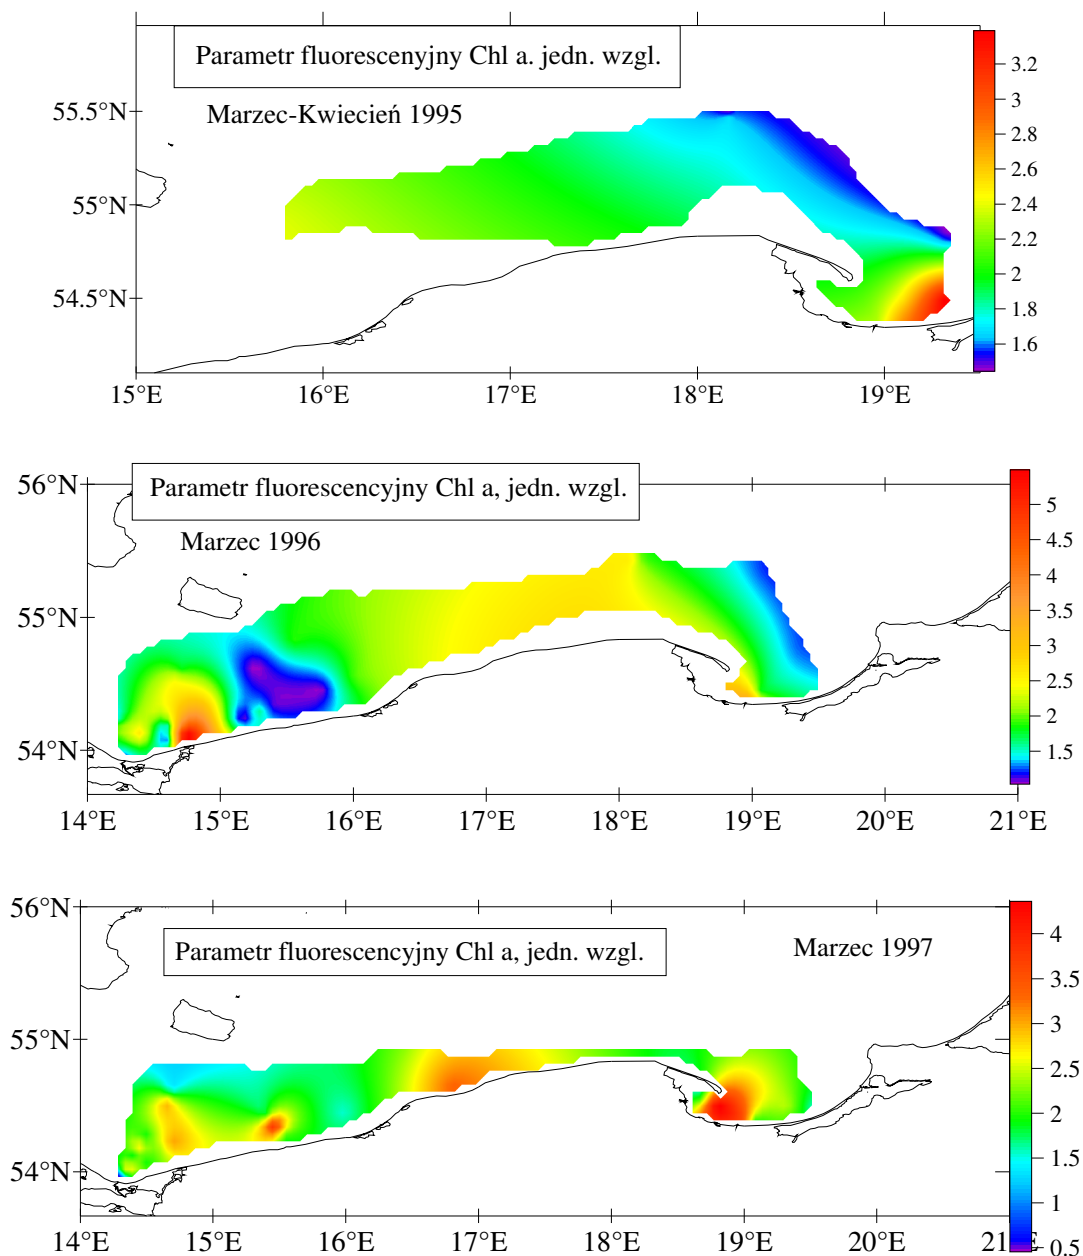 Parametr fluorescenyjny Chl a. jedn. wzgl.
Marzec-Kwiecień 1995
55.5°N
55°N
54.5°N
15°E 16°E 17°E 18°E 19°E
3.2
3
2.8
2.6
2.4
2.2
2
1.8
1.6
Parametr fluorescencyjny Chl a, jedn. wzgl.
Marzec 1996
56°N
55°N
54°N
14°E 15°E 16°E 17°E 18°E 19°E 20°E 21°E
5
4.5
4
3.5
3
2.5
2
1.5
Parametr fluorescencyjny Chl a, jedn. wzgl.
Marzec 1997
56°N
55°N
54°N
14°E 15°E 16°E 17°E 18°E 19°E 20°E 21°E
4
3.5
3
2.5
2
1.5
1
0.5